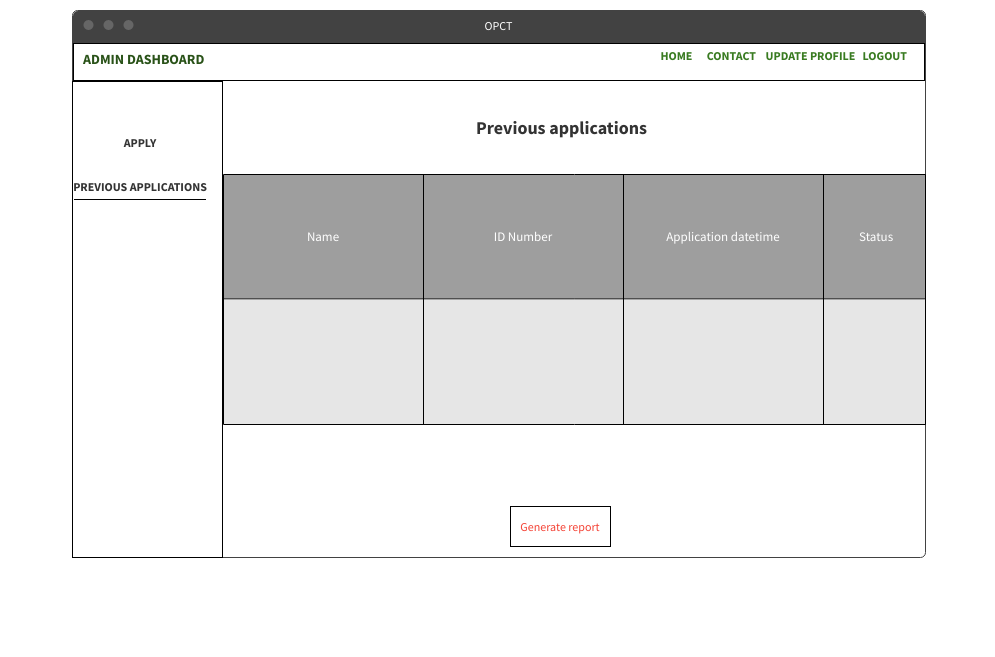 OPCT
ADMIN DASHBOARD
HOME CONTACT UPDATE PROFILE LOGOUT
APPLY
PREVIOUS APPLICATIONS
Previous applications
Name ID Number Application datetime Status
Generate report